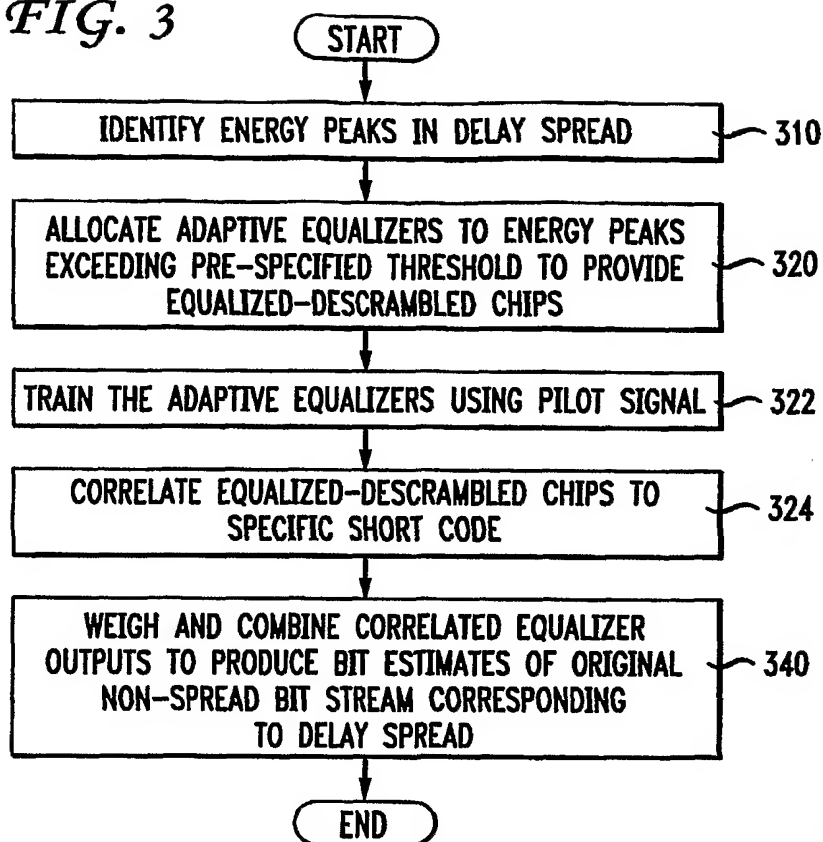 FIG. 3
START
IDENTIFY ENERGY PEAKS IN DELAY SPREAD
310
ALLOCATE ADAPTIVE EQUALIZERS TO ENERGY PEAKS
EXCEEDING PRE-SPECIFIED THRESHOLD TO PROVIDE
EQUALIZED-DESCRAMBLED CHIPS
320
TRAIN THE ADAPTIVE EQUALIZERS USING PILOT SIGNAL
322
CORRELATE EQUALIZED-DESCRAMBLED CHIPS TO
SPECIFIC SHORT CODE
324
WEIGH AND COMBINE CORRELATED EQUALIZER
OUTPUTS TO PRODUCE BIT ESTIMATES OF ORIGINAL
NON-SPREAD BIT STREAM CORRESPONDING
TO DELAY SPREAD
340
END